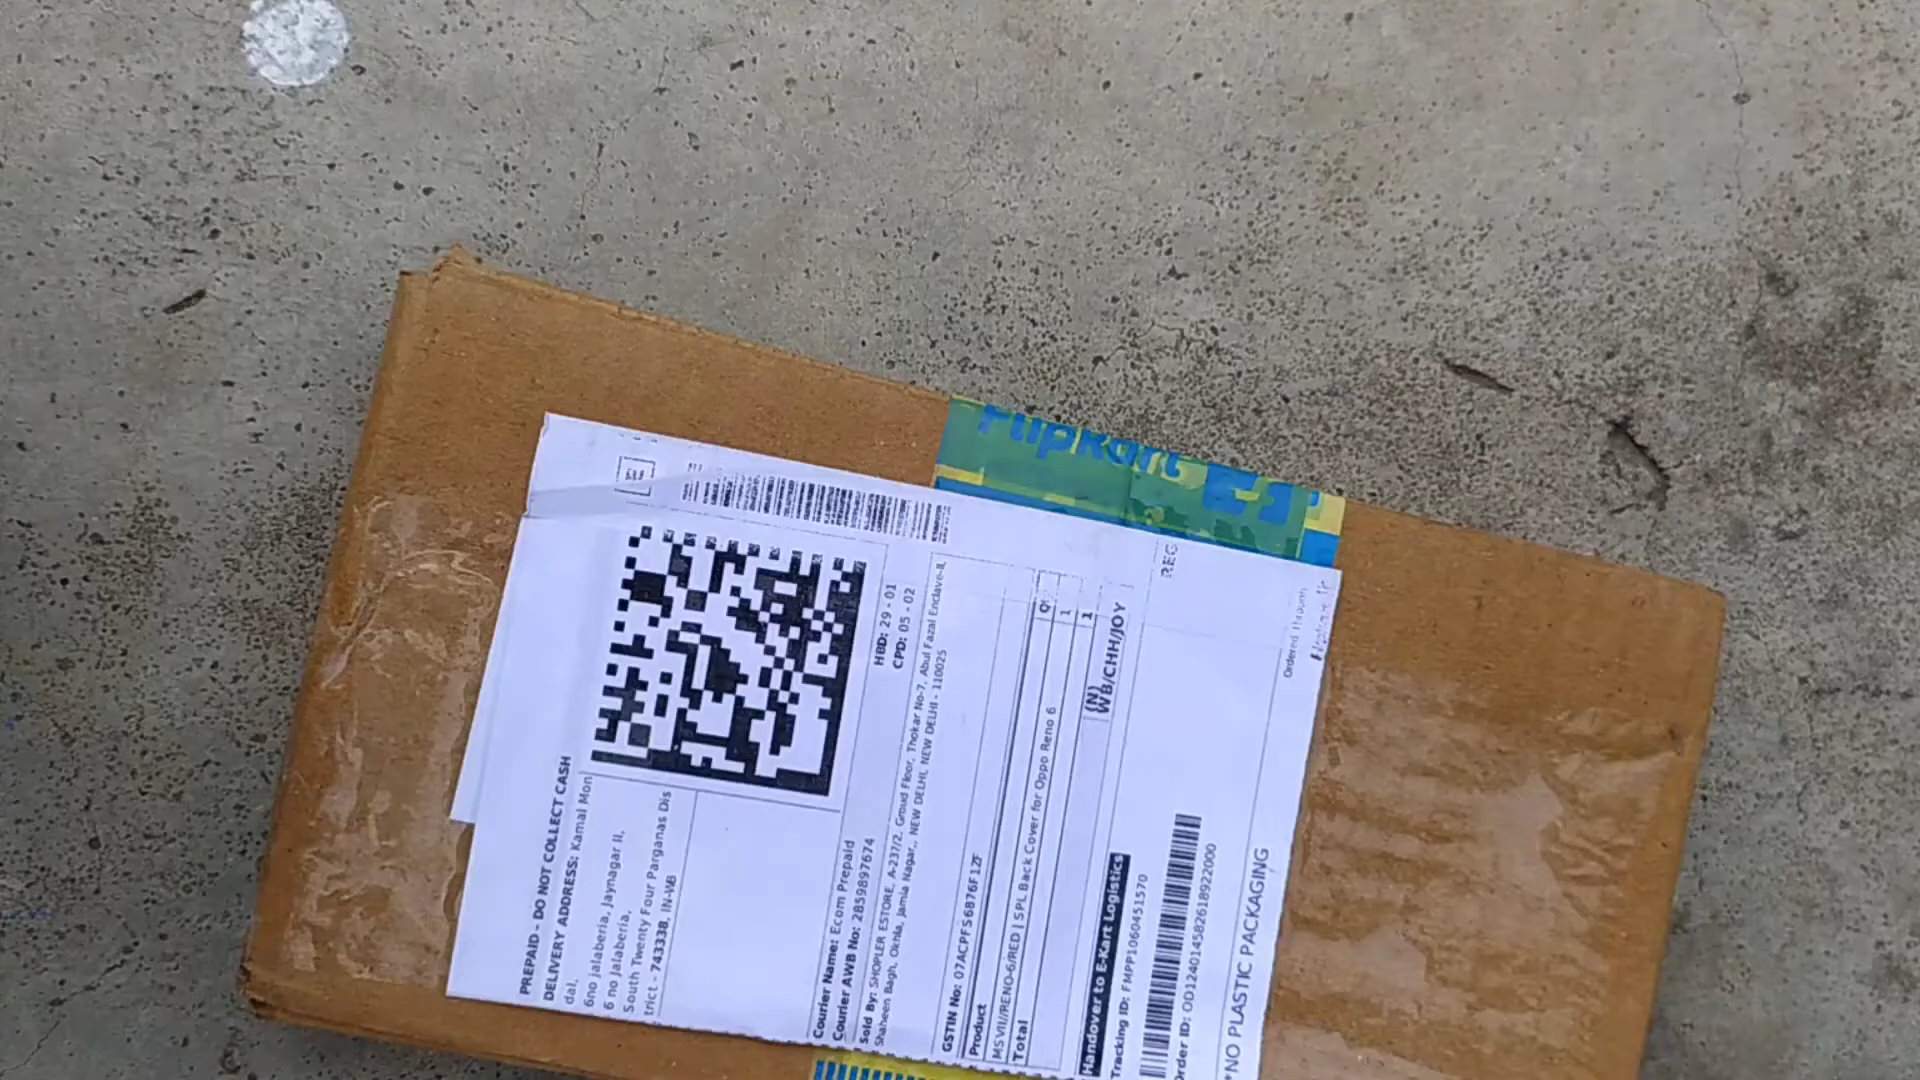 Flipkart
PREPAID - DO NOT COLLECT CASH
DELIVERY ADDRESS: Kamal Mon
dal,
6no jalaberia, Jaynagar II,
6 no Jalaberia,
South Twenty Four Parganas Dis
trict - 743338, IN-WB
HBD: 29 - 01
CPD: 05 - 02
Courier Name: Ecom Prepaid
Courier AWB No: 2859897674
Sold By: SHOPLER ESTORE, A-237/2, Groud Floor, Thokar No-7, Abul Fazal Enclave-II,
Shaheen Bagh, Okhla, Jamia Nagar,, NEW DELHI, NEW DELHI - 110025
GSTIN No: 07ACPFS6876F1ZF
Product
MSVII//RENO-6/RED | SPL Back Cover for Oppo Reno 6 1
Total 1
Handover to E-Kart Logistics
(N)
WB/CHH/JOY
Tracking ID: FMPP1060451570
REG
Order ID: OD124014582618922000
Ordered Through
*NO PLASTIC PACKAGING